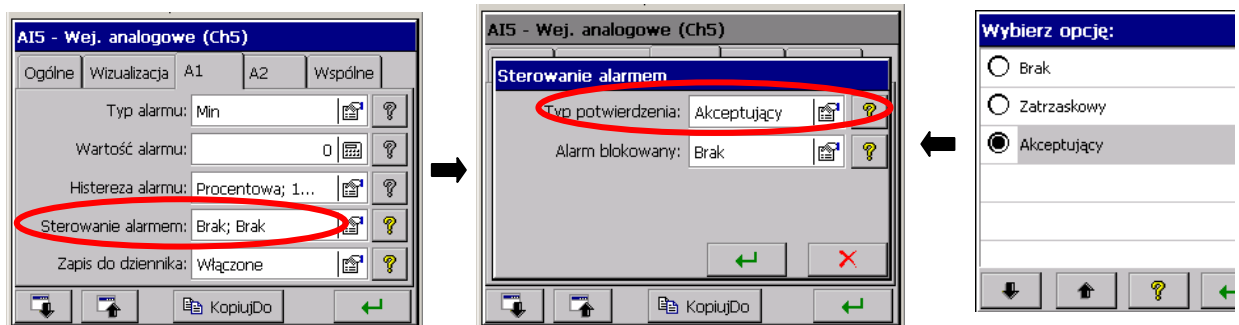 AI5 - Wej. analogowe (Ch5)
Ogólne Wizualizacja A1 A2 Wspólne
Typ alarmu: Min
Wartość alarmu: 0
Histereza alarmu: Procentowa; 1...
Sterowanie alarmem: Brak; Brak
Zapis do dziennika: Włączone
KopiujDo
AI5 - Wej. analogowe (Ch5)
Sterowanie alarmem
Typ potwierdzenia: Akceptujący
Alarm blokowany: Brak
KopiujDo
Wybierz opcję:
Brak
Zatrzaskowy
Akceptujący